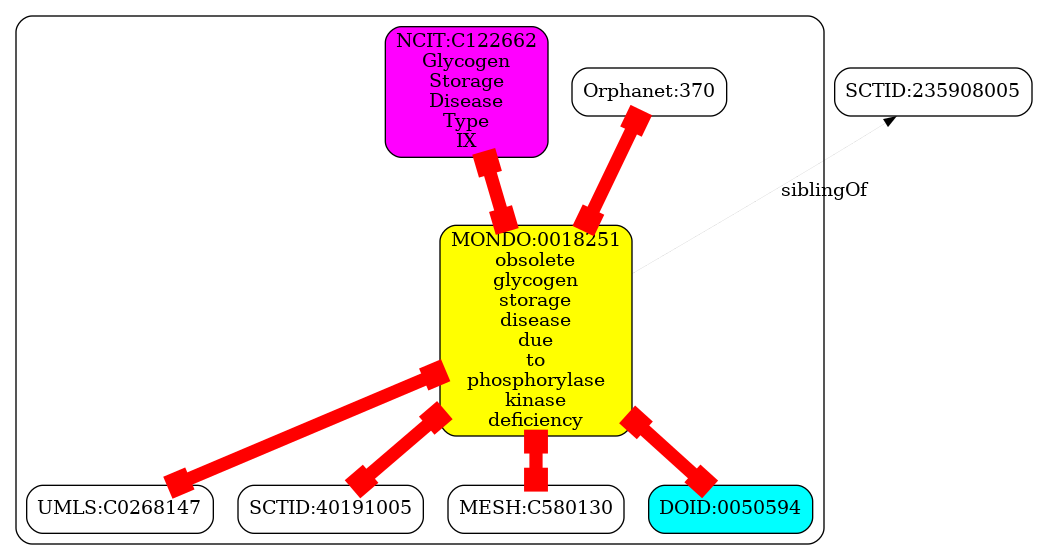 NCIT:C122662
Glycogen
Storage
Disease
Type
IX
Orphanet:370
SCTID:235908005
siblingOf
MONDO:0018251
obsolete
glycogen
storage
disease
due
to
phosphorylase
kinase
deficiency
UMLS:C0268147
SCTID:40191005
MESH:C580130
DOID:0050594